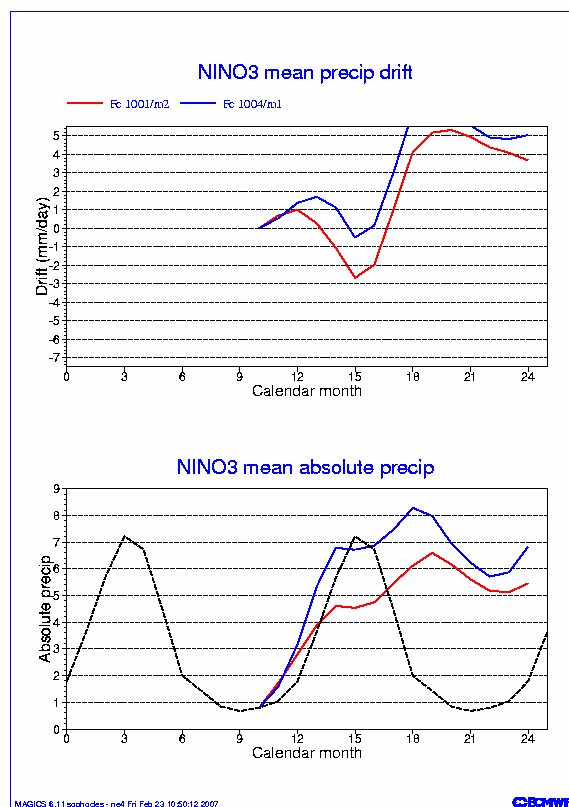 NINO3 mean precip drift
Fc 1001/m2 Fc 1004/m1
Drift (mm/day)
5
4
3
2
1
0
-1
-2
-3
-4
-5
-6
-7
0 3 6 9 12 15 18 21 24
Calendar month
NINO3 mean absolute precip
Absolute precip
9
8
7
6
5
4
3
2
1
0
0 3 6 9 12 15 18 21 24
Calendar month
MAGICS 6.11 sophocles - ne4 Fri Feb 23 10:50:12 2007